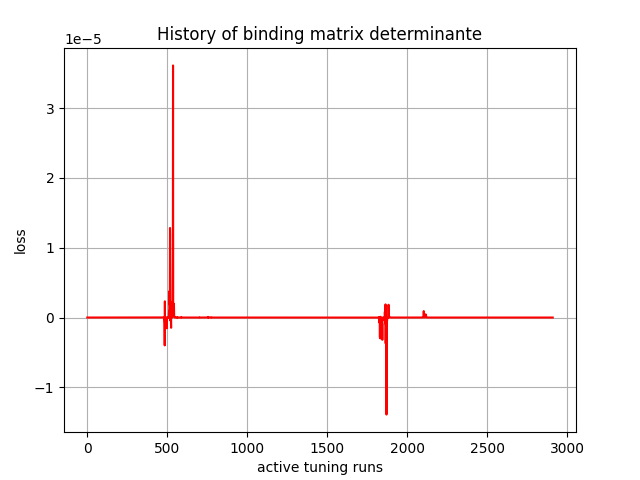 History of binding matrix determinante
1e−5
3
2
1
0
−1
loss
0 500 1000 1500 2000 2500 3000
active tuning runs